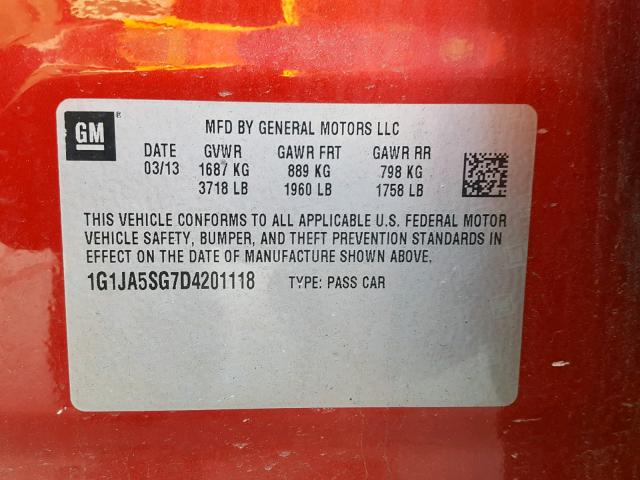 GM ®
MFD BY GENERAL MOTORS LLC
DATE GVWR GAWR FRT GAWR RR
03/13 1687 KG 889 KG 798 KG
3718 LB 1960 LB 1758 LB
THIS VEHICLE CONFORMS TO ALL APPLICABLE U.S. FEDERAL MOTOR
VEHICLE SAFETY, BUMPER, AND THEFT PREVENTION STANDARDS IN
EFFECT ON THE DATE OF MANUFACTURE SHOWN ABOVE.
1G1JA5SG7D4201118 TYPE: PASS CAR